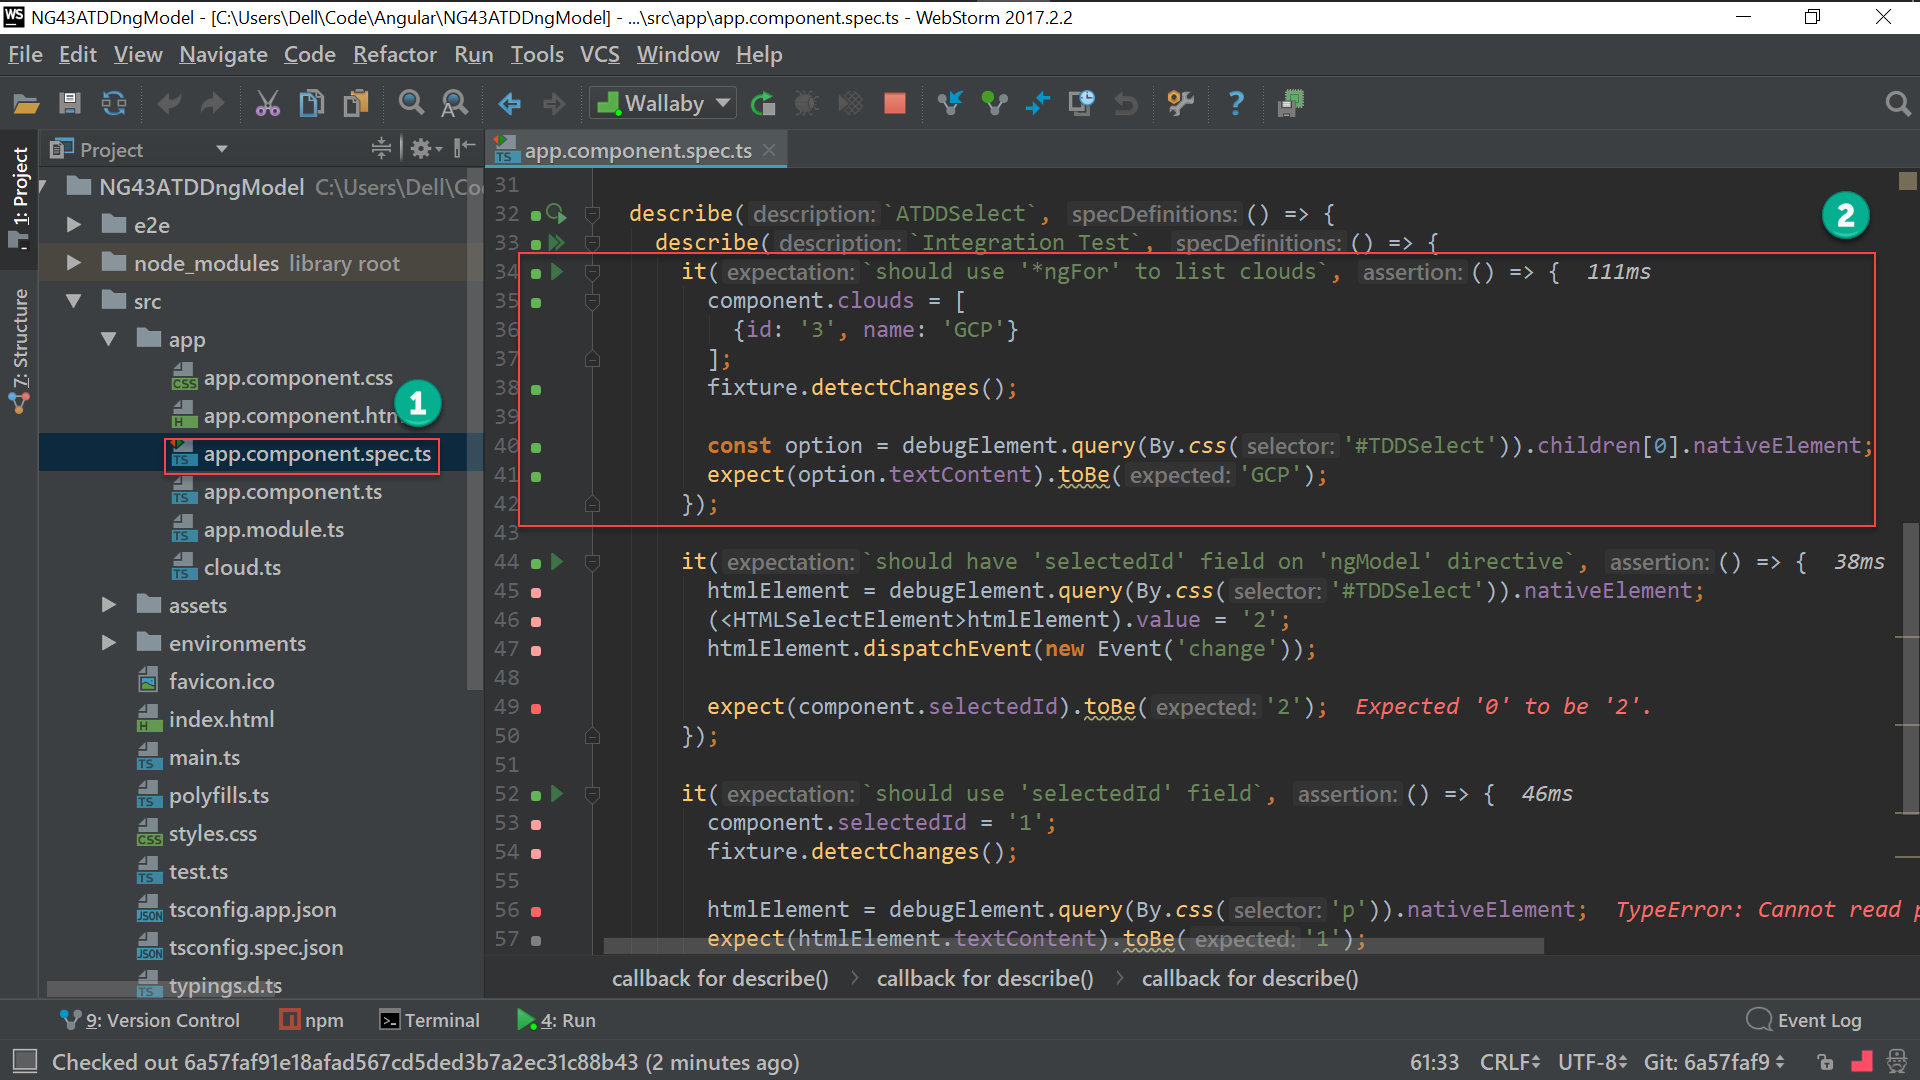 WS NG43ATDDngModel - [C:\Users\Dell\Code\Angular\NG43ATDDngModel] - ...\src\app\app.component.spec.ts - WebStorm 2017.2.2
File Edit View Navigate Code Refactor Run Tools VCS Window Help
Wallaby
Project
app.component.spec.ts
1: Project
7: Structure
NG43ATDDngModel C:\Users\Dell\Co
e2e
node_modules library root
src
app
app.component.css
app.component.htm
1
app.component.spec.ts
app.component.ts
app.module.ts
cloud.ts
assets
environments
favicon.ico
index.html
main.ts
polyfills.ts
styles.css
test.ts
tsconfig.app.json
tsconfig.spec.json
typings.d.ts
2
31
32 describe( description: `ATDDSelect`, specDefinitions: () => {
33 describe( description: `Integration Test`, specDefinitions: () => {
34 it( expectation: `should use '*ngFor' to list clouds`, assertion: () => { 111ms
35 component.clouds = [
36 {id: '3', name: 'GCP'}
37 ];
38 fixture.detectChanges();
39
40 const option = debugElement.query(By.css( selector: '#TDDSelect')).children[0].nativeElement;
41 expect(option.textContent).toBe( expected: 'GCP');
42 });
43
44 it( expectation: `should have 'selectedId' field on 'ngModel' directive`, assertion: () => { 38ms
45 htmlElement = debugElement.query(By.css( selector: '#TDDSelect')).nativeElement;
46 (<HTMLSelectElement>htmlElement).value = '2';
47 htmlElement.dispatchEvent(new Event('change'));
48
49 expect(component.selectedId).toBe( expected: '2'); Expected '0' to be '2'.
50 });
51
52 it( expectation: `should use 'selectedId' field`, assertion: () => { 46ms
53 component.selectedId = '1';
54 fixture.detectChanges();
55
56 htmlElement = debugElement.query(By.css( selector: 'p')).nativeElement; TypeError: Cannot read p
57 expect(htmlElement.textContent).toBe( expected: '1');
callback for describe() callback for describe() callback for describe()
9: Version Control npm Terminal 4: Run Event Log
Checked out 6a57faf91e18afad567cd5ded3b7a2ec31c88b43 (2 minutes ago) 61:33 CRLF UTF-8 Git: 6a57faf9